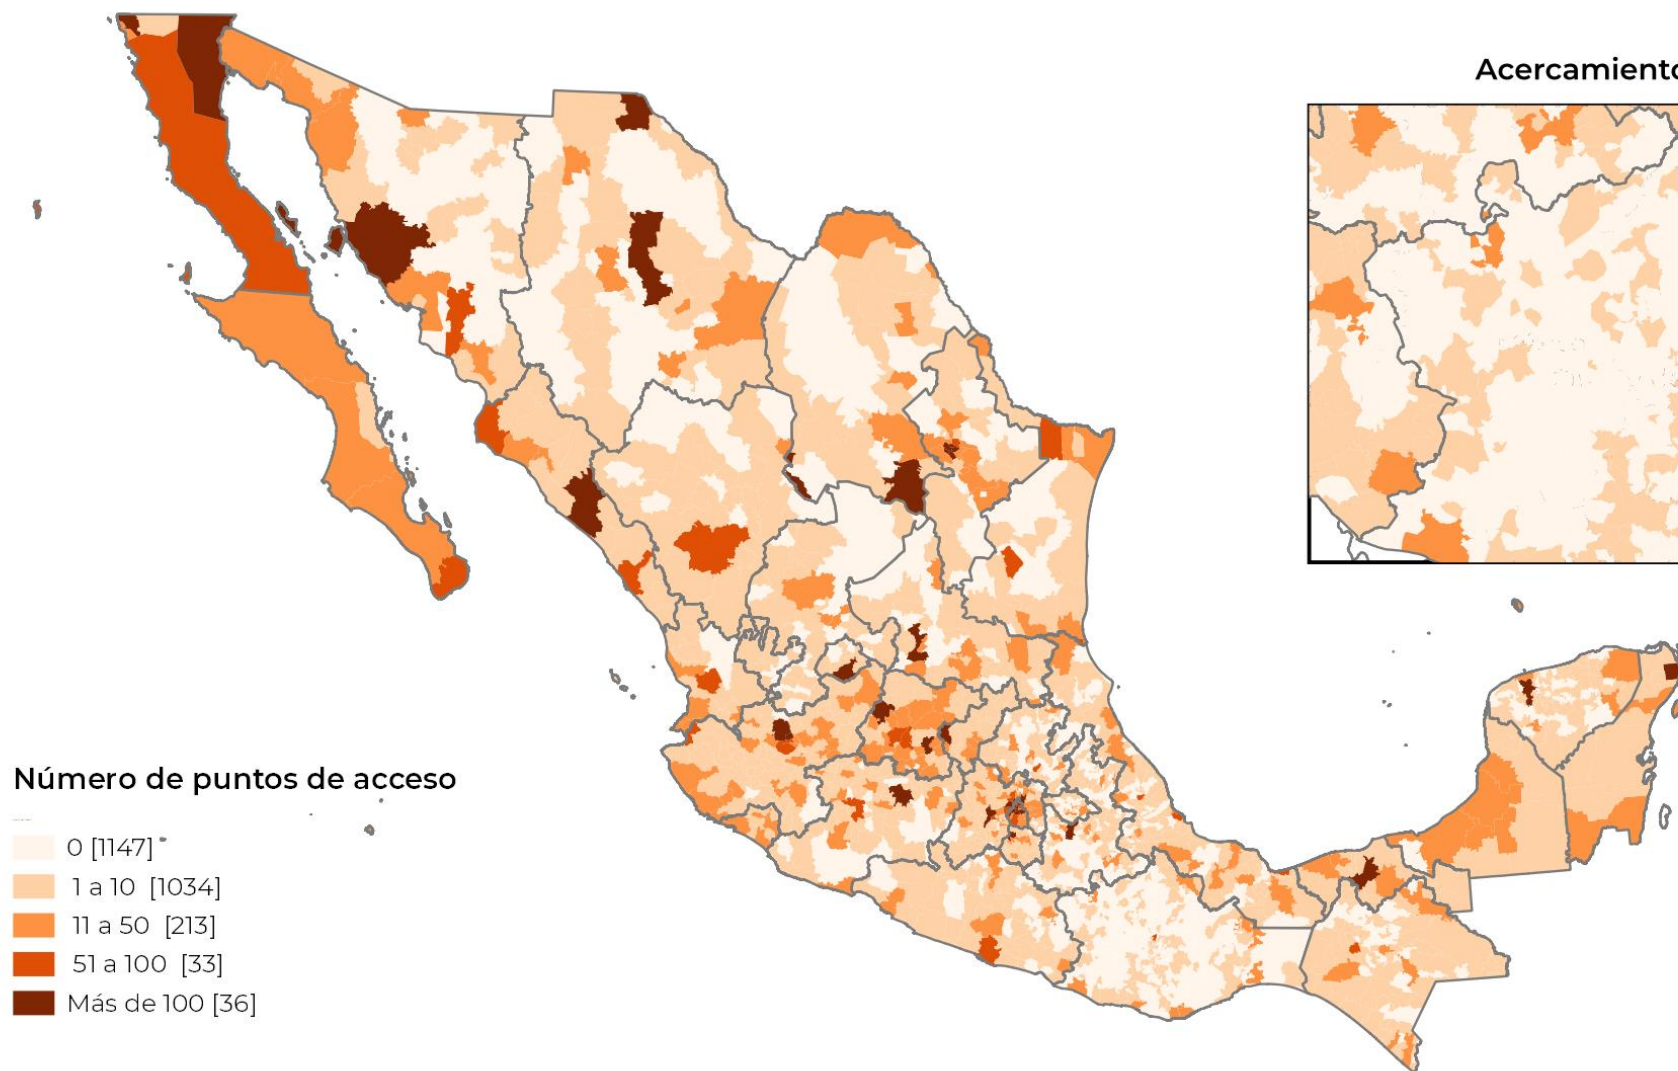 Acercamiento
Número de puntos de acceso
0 [1147]
1 a 10 [1034]
11 a 50 [213]
51 a 100 [33]
Más de 100 [36]